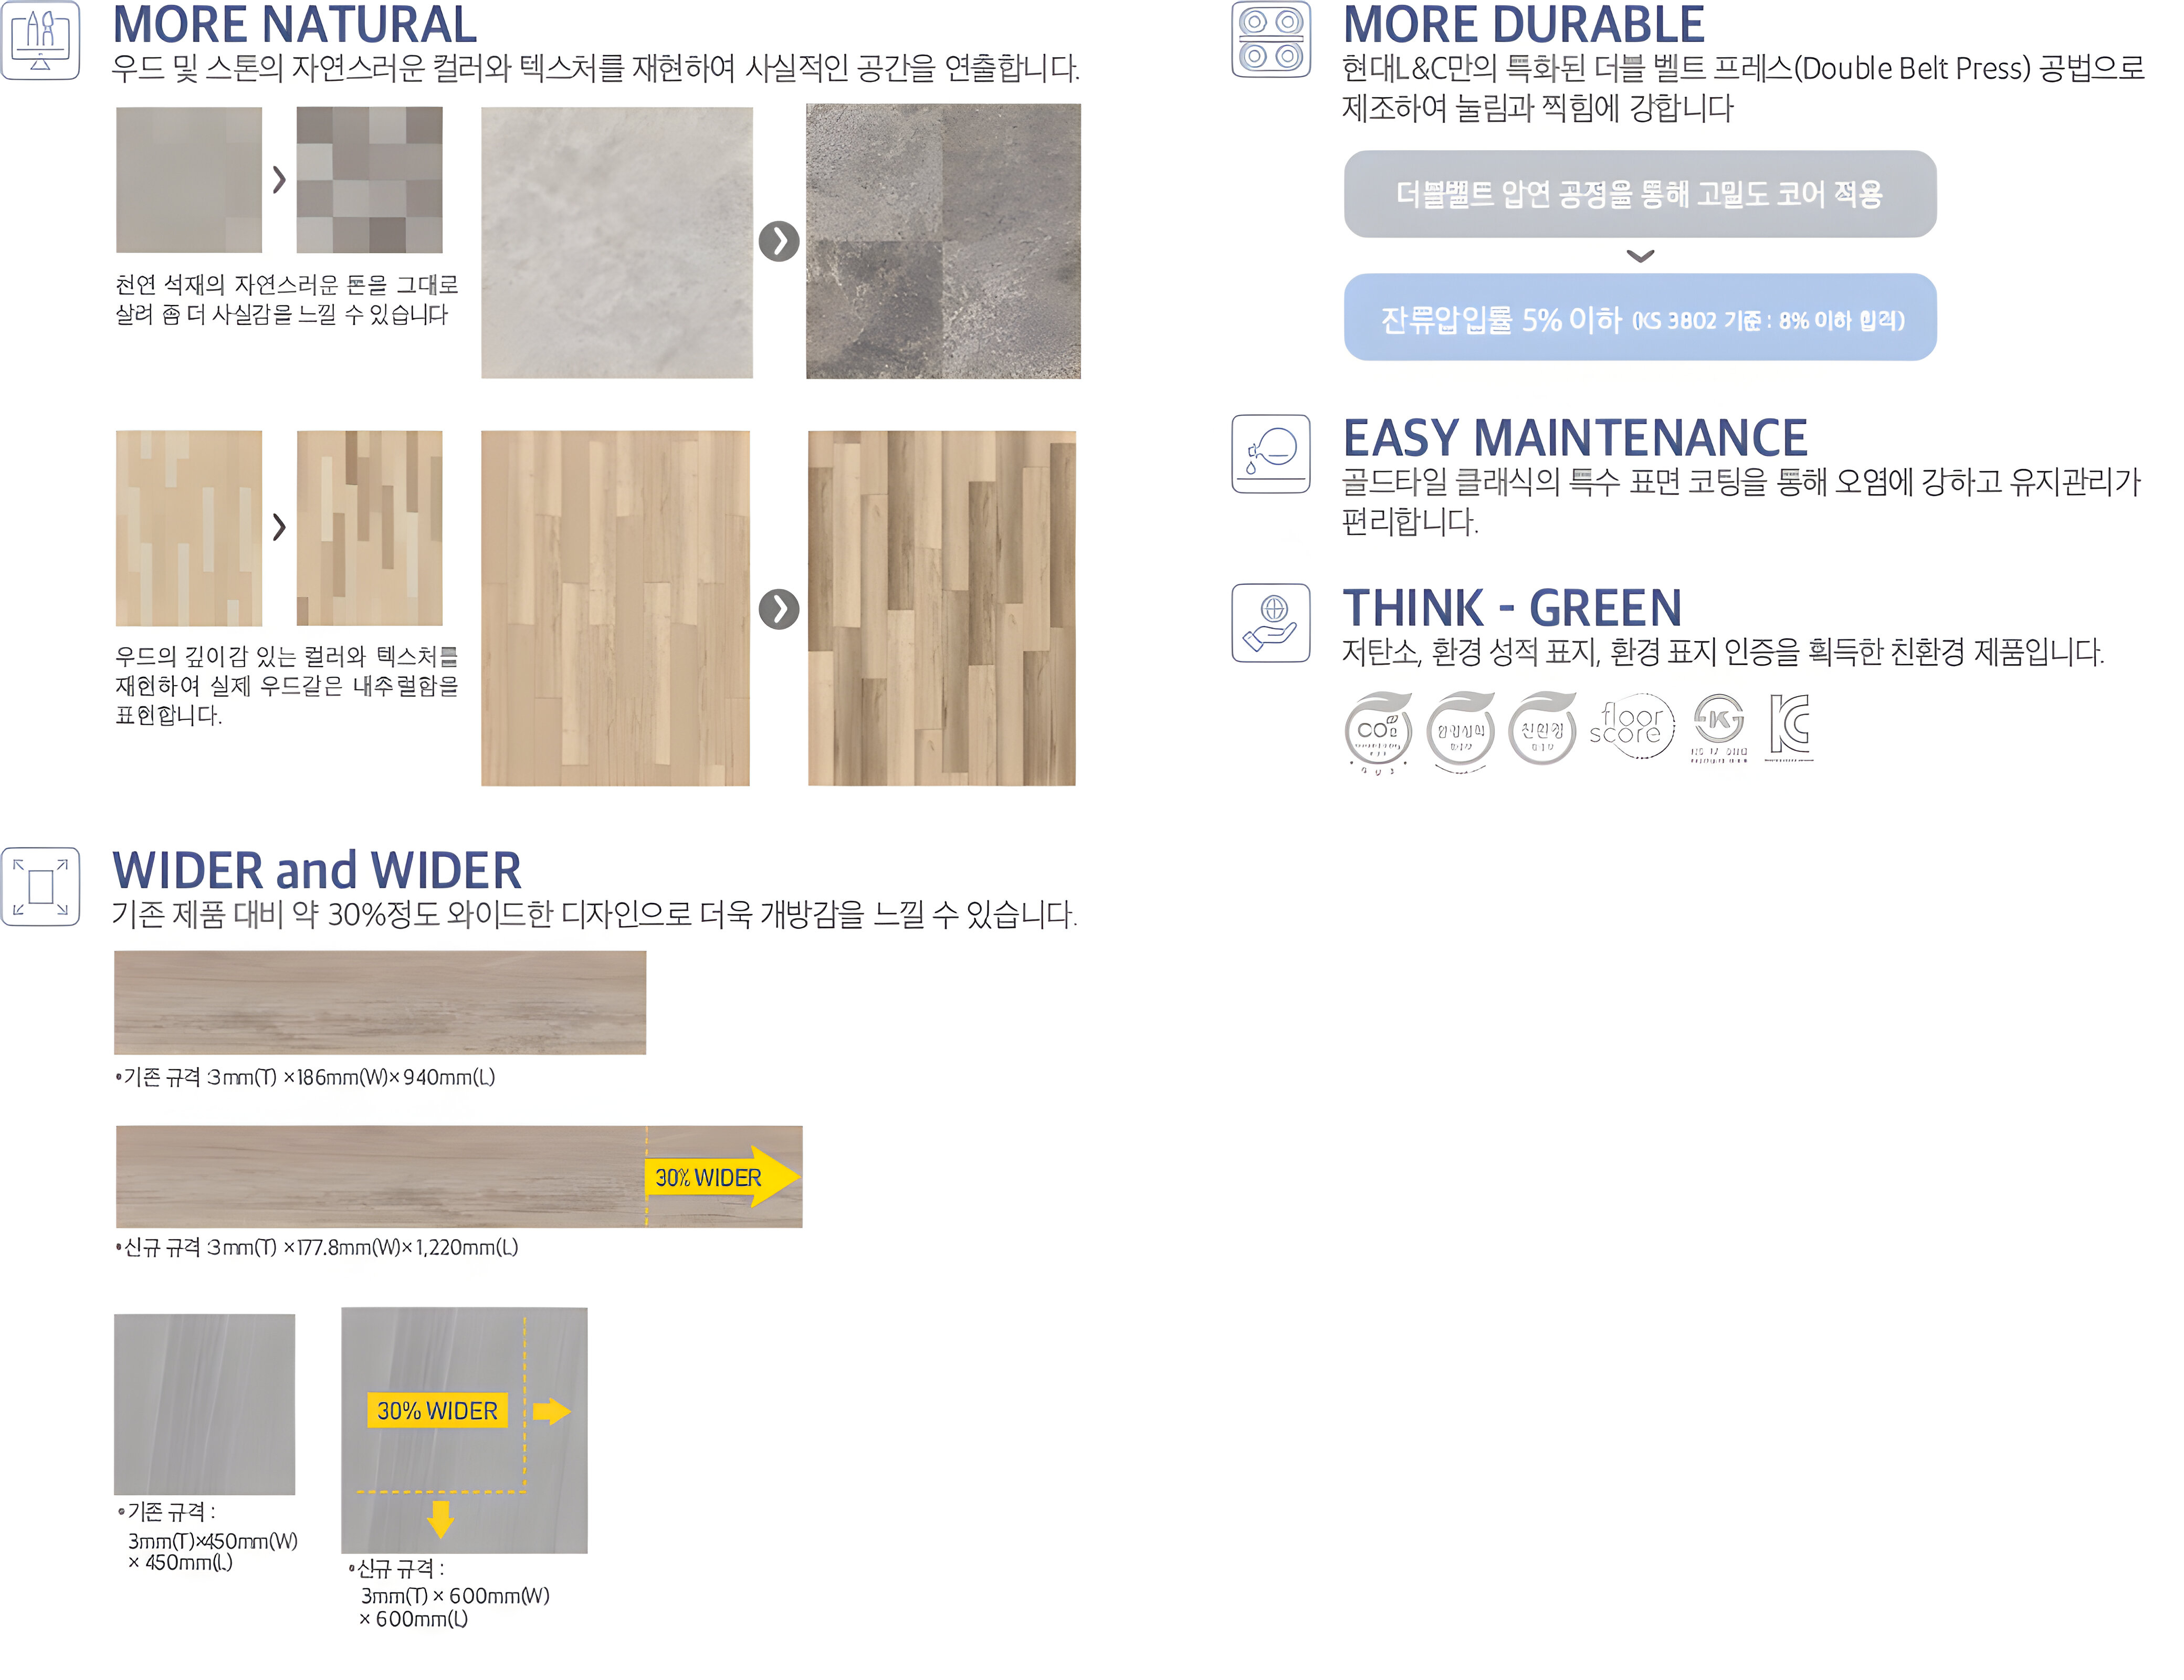 MORE NATURAL
우드 및 스톤의 자연스러운 컬러와 텍스처를 재현하여 사실적인 공간을 연출합니다.
천연 석재의 자연스러운 톤을 그대로
살려 좀 더 사실감을 느낄 수 있습니다
우드의 깊이감 있는 컬러와 텍스처를
재현하여 실제 우드같은 내추럴함을
표현합니다.
WIDER and WIDER
기존 제품 대비 약 30%정도 와이드한 디자인으로 더욱 개방감을 느낄 수 있습니다.
•기존 규격 :3mm(T) ×186mm(W)×940mm(L)
30% WIDER
•신규 규격 :3mm(T) ×177.8mm(W)×1,220mm(L)
•기존 규격 :
3mm(T)×450mm(W)
× 450mm(L)
30% WIDER
•신규 규격 :
3mm(T) × 600mm(W)
× 600mm(L)
MORE DURABLE
현대L&C만의 특화된 더블 벨트 프레스(Double Belt Press) 공법으로
제조하여 눌림과 찍힘에 강합니다
더블벨트 압연 공정을 통해 고밀도 코어 적용
잔류압입률 5% 이하 (KS 3802 기준 : 8% 이하 합격)
EASY MAINTENANCE
골드타일 클래식의 특수 표면 코팅을 통해 오염에 강하고 유지관리가
편리합니다.
THINK - GREEN
저탄소, 환경 성적 표지, 환경 표지 인증을 획득한 친환경 제품입니다.
CO2
환경성적
친환경
floor
score
K
KC